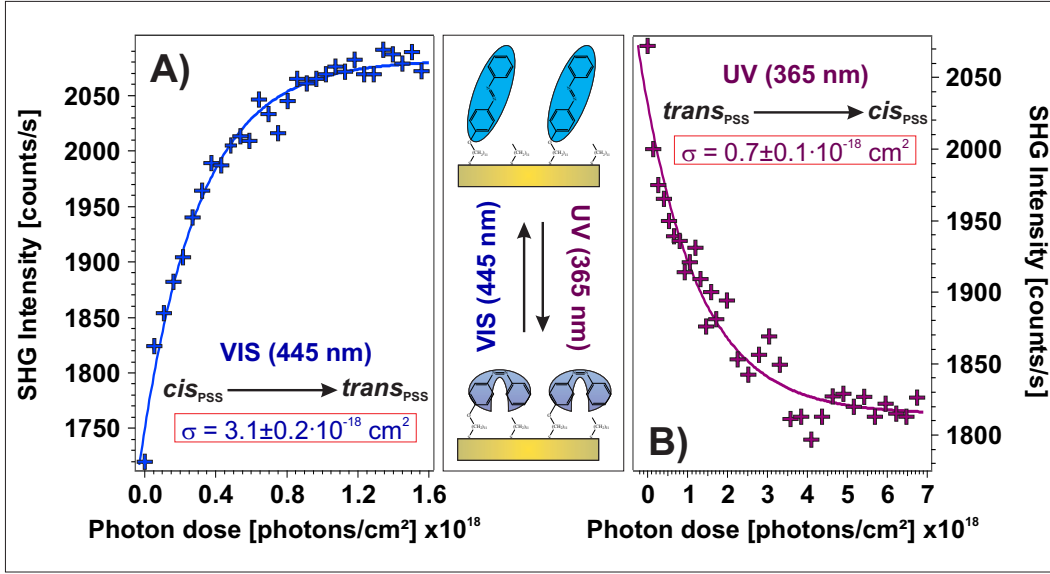 A)
SHG Intensity [counts/s]
2050
2000
1950
1900
1850
1800
1750
VIS (445 nm)
cisPSS
transPSS
σ = 3.1±0.2·10⁻¹⁸ cm²
0.0
0.4
0.8
1.2
1.6
Photon dose [photons/cm²] x10¹⁸
VIS (445 nm)
UV (365 nm)
UV (365 nm)
transPSS
cisPSS
σ = 0.7±0.1·10⁻¹⁸ cm²
B)
2050
2000
1950
1900
1850
1800
SHG Intensity [counts/s]
0
1
2
3
4
5
6
7
Photon dose [photons/cm²] x10¹⁸